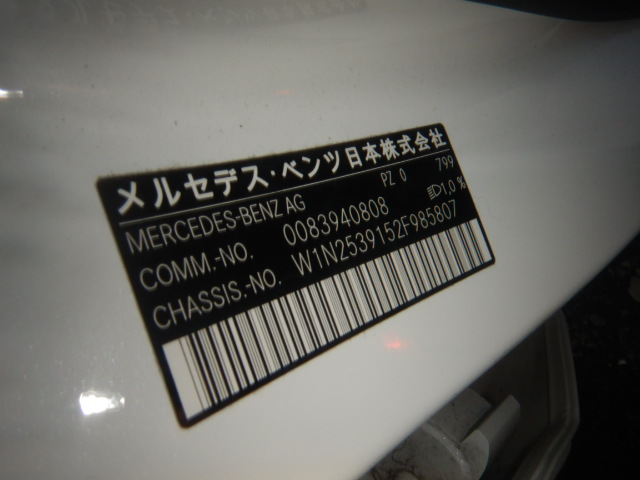 メルセデス・ベンツ日本株式会社
MERCEDES-BENZ AG PZ 0 799
COMM.-NO. 0083940808 1,0 %
CHASSIS.-NO. W1N2539152F985807